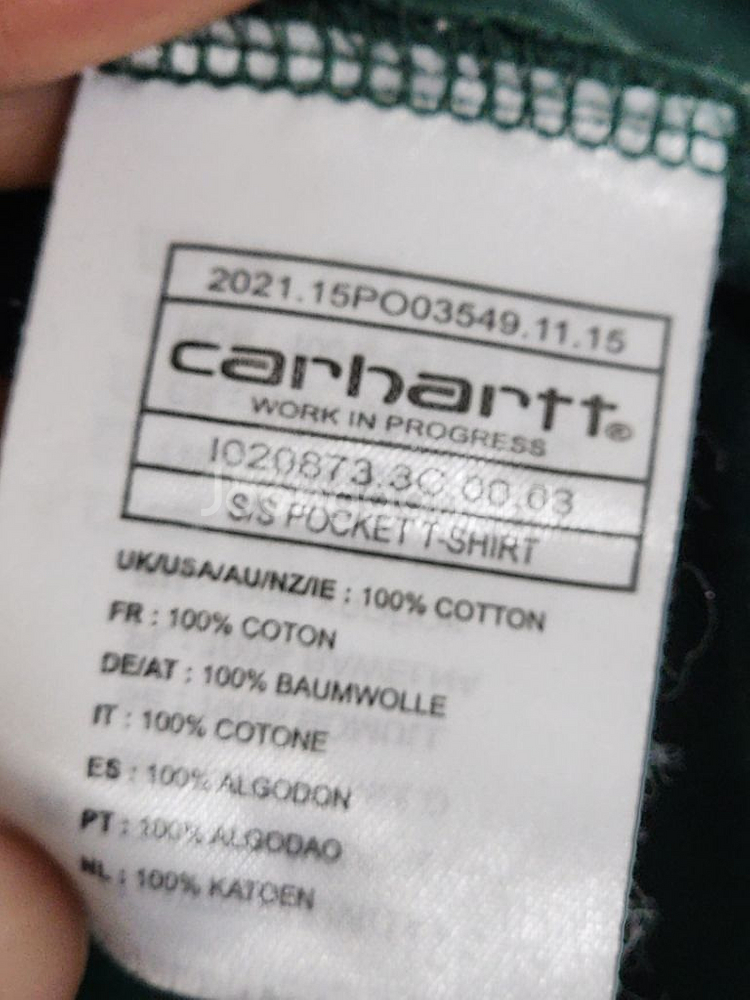 2021.15PO03549.11.15
carhartt®
WORK IN PROGRESS
I020873.3C.00.03
S/S POCKET T-SHIRT
UK/USA/AU/NZ/IE : 100% COTTON
FR : 100% COTON
DE/AT : 100% BAUMWOLLE
IT : 100% COTONE
ES : 100% ALGODON
PT : 100% ALGODAO
NL : 100% KATOEN